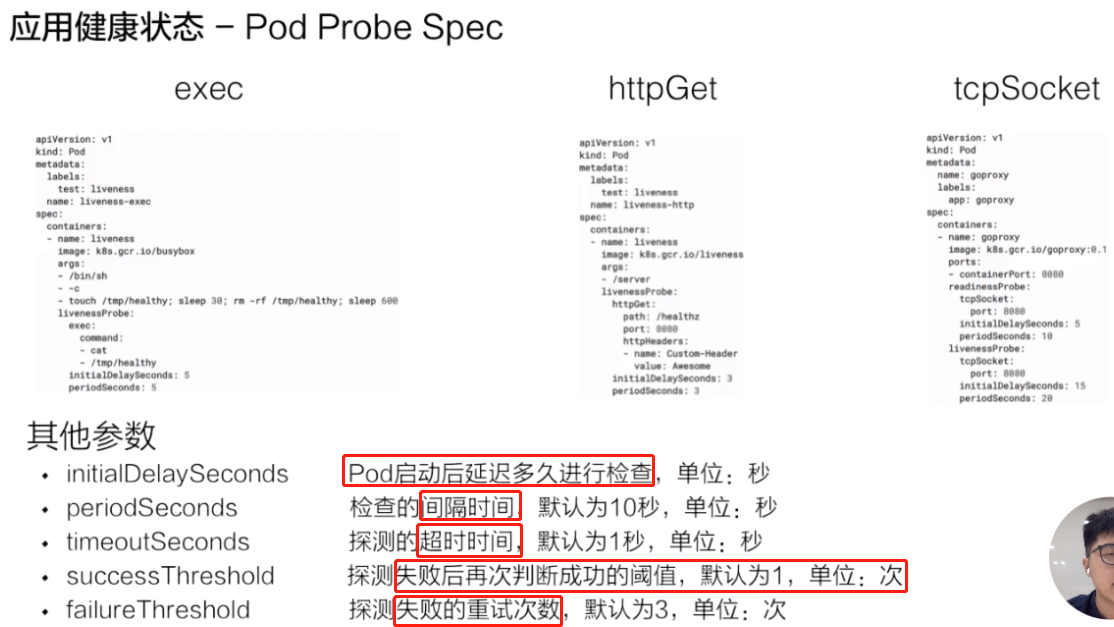 应用健康状态 – Pod Probe Spec
exec
apiVersion: v1
kind: Pod
metadata:
  labels:
    test: liveness
  name: liveness-exec
spec:
  containers:
  - name: liveness
    image: k8s.gcr.io/busybox
    args:
    - /bin/sh
    - -c
    - touch /tmp/healthy; sleep 30; rm -rf /tmp/healthy; sleep 600
    livenessProbe:
      exec:
        command:
        - cat
        - /tmp/healthy
      initialDelaySeconds: 5
      periodSeconds: 5
httpGet
apiVersion: v1
kind: Pod
metadata:
  labels:
    test: liveness
  name: liveness-http
spec:
  containers:
  - name: liveness
    image: k8s.gcr.io/liveness
    args:
    - /server
    livenessProbe:
      httpGet:
        path: /healthz
        port: 8080
        httpHeaders:
        - name: Custom-Header
          value: Awesome
      initialDelaySeconds: 3
      periodSeconds: 3
tcpSocket
apiVersion: v1
kind: Pod
metadata:
  name: goproxy
  labels:
    app: goproxy
spec:
  containers:
  - name: goproxy
    image: k8s.gcr.io/goproxy:0.1
    ports:
    - containerPort: 8080
    readinessProbe:
      tcpSocket:
        port: 8080
      initialDelaySeconds: 5
      periodSeconds: 10
    livenessProbe:
      tcpSocket:
        port: 8080
      initialDelaySeconds: 15
      periodSeconds: 20
其他参数
• initialDelaySeconds Pod启动后延迟多久进行检查，单位：秒
• periodSeconds 检查的间隔时间，默认为10秒，单位：秒
• timeoutSeconds 探测的超时时间，默认为1秒，单位：秒
• successThreshold 探测失败后再次判断成功的阈值，默认为1，单位：次
• failureThreshold 探测失败的重试次数，默认为3，单位：次